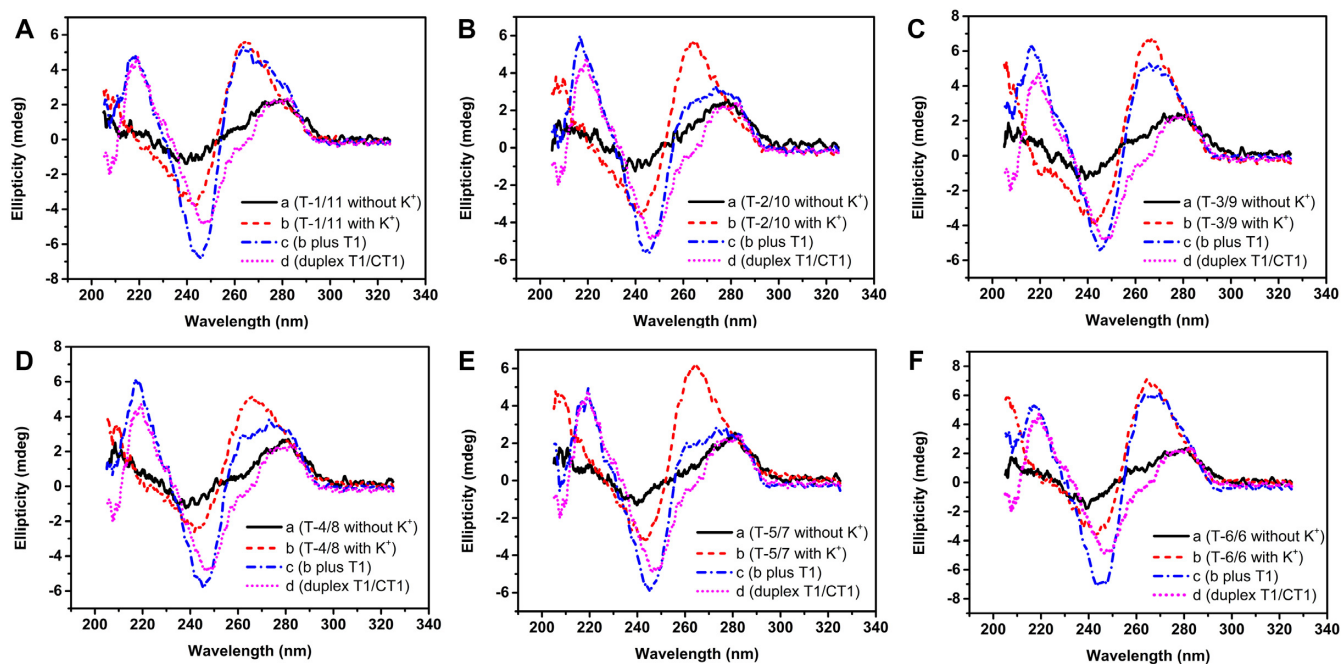 A
Ellipticity (mdeg)
6
4
2
0
-2
-4
-6
-8
a (T-1/11 without K⁺)
b (T-1/11 with K⁺)
c (b plus T1)
d (duplex T1/CT1)
200 220 240 260 280 300 320 340
Wavelength (nm)
B
Ellipticity (mdeg)
6
4
2
0
-2
-4
-6
a (T-2/10 without K⁺)
b (T-2/10 with K⁺)
c (b plus T1)
d (duplex T1/CT1)
200 220 240 260 280 300 320 340
Wavelength (nm)
C
Ellipticity (mdeg)
8
6
4
2
0
-2
-4
-6
a (T-3/9 without K⁺)
b (T-3/9 with K⁺)
c (b plus T1)
d (duplex T1/CT1)
200 220 240 260 280 300 320 340
Wavelength (nm)
D
Ellipticity (mdeg)
8
6
4
2
0
-2
-4
-6
a (T-4/8 without K⁺)
b (T-4/8 with K⁺)
c (b plus T1)
d (duplex T1/CT1)
200 220 240 260 280 300 320 340
Wavelength (nm)
E
Ellipticity (mdeg)
6
4
2
0
-2
-4
-6
a (T-5/7 without K⁺)
b (T-5/7 with K⁺)
c (b plus T1)
d (duplex T1/CT1)
200 220 240 260 280 300 320 340
Wavelength (nm)
F
Ellipticity (mdeg)
8
6
4
2
0
-2
-4
-6
-8
a (T-6/6 without K⁺)
b (T-6/6 with K⁺)
c (b plus T1)
d (duplex T1/CT1)
200 220 240 260 280 300 320 340
Wavelength (nm)